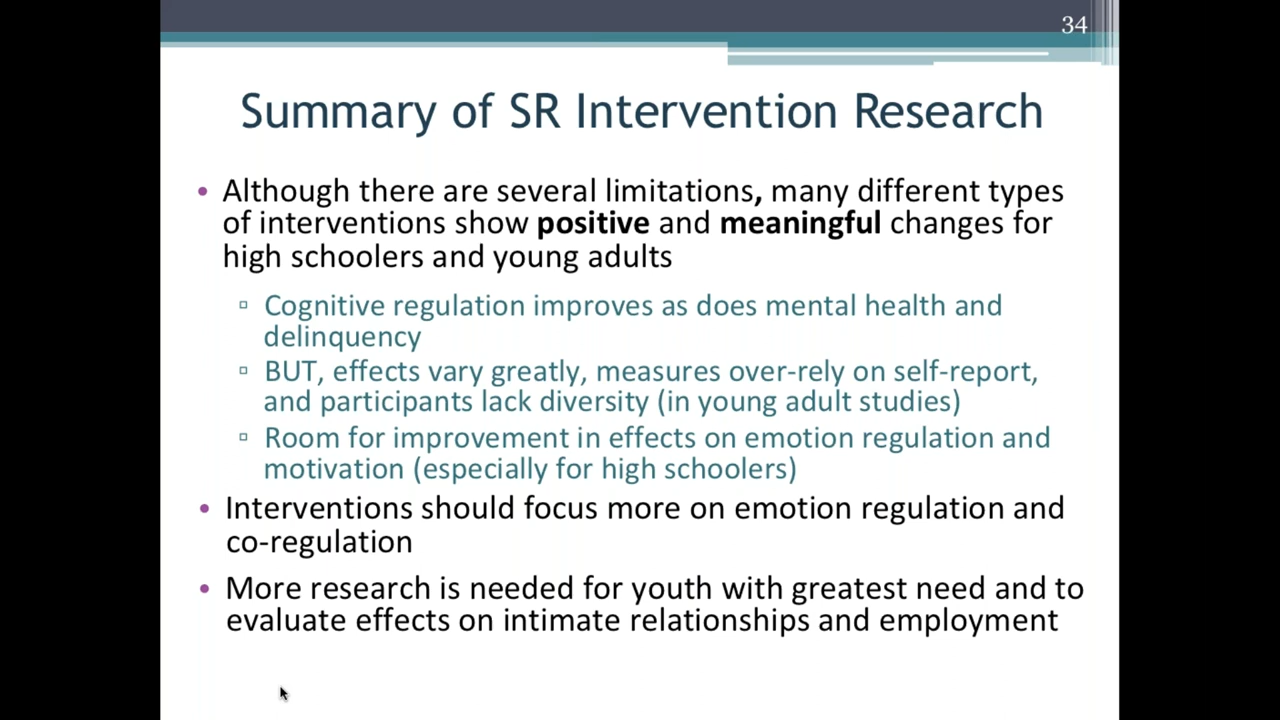 34
Summary of SR Intervention Research
• Although there are several limitations, many different types
of interventions show positive and meaningful changes for
high schoolers and young adults
▫ Cognitive regulation improves as does mental health and
delinquency
▫ BUT, effects vary greatly, measures over-rely on self-report,
and participants lack diversity (in young adult studies)
▫ Room for improvement in effects on emotion regulation and
motivation (especially for high schoolers)
• Interventions should focus more on emotion regulation and
co-regulation
• More research is needed for youth with greatest need and to
evaluate effects on intimate relationships and employment